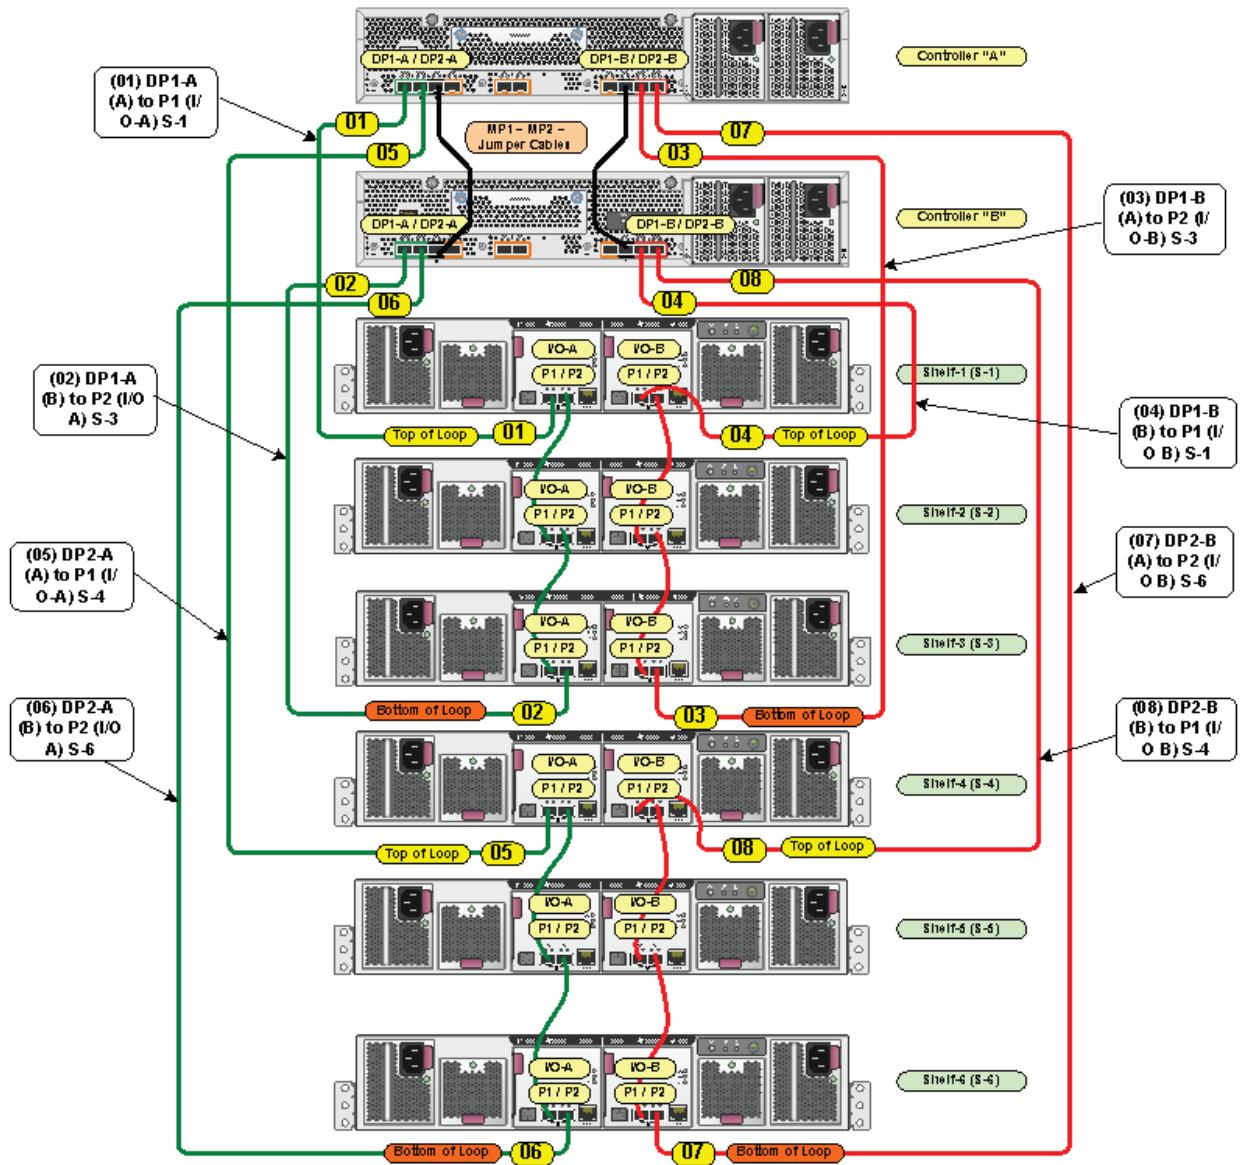 DP1-A / DP2-A
DP1-B / DP2-B
Controller "A"
(01) DP1-A
(A) to P1 (I/
O-A) S-1
01
05
MP1 – MP2 –
Jumper Cables
03
07
DP1-A / DP2-A
DP1-B / DP2-B
Controller "B"
(03) DP1-B
(A) to P2 (I/
O-B) S-3
02
06
04
08
I/O-A
I/O-B
P1 / P2
P1 / P2
Shelf-1 (S-1)
(02) DP1-A
(B) to P2 (I/O
A) S-3
Top of Loop
01
04
Top of Loop
(04) DP1-B
(B) to P1 (I/
O B) S-1
I/O-A
I/O-B
P1 / P2
P1 / P2
Shelf-2 (S-2)
(05) DP2-A
(A) to P1 (I/
O-A) S-4
(07) DP2-B
(A) to P2 (I/
O B) S-6
I/O-A
I/O-B
P1 / P2
P1 / P2
Shelf-3 (S-3)
Bottom of Loop
02
03
Bottom of Loop
(06) DP2-A
(B) to P2 (I/O
A) S-6
(08) DP2-B
(B) to P1 (I/
O B) S-4
I/O-A
I/O-B
P1 / P2
P1 / P2
Shelf-4 (S-4)
Top of Loop
05
08
Top of Loop
I/O-A
I/O-B
P1 / P2
P1 / P2
Shelf-5 (S-5)
I/O-A
I/O-B
P1 / P2
P1 / P2
Shelf-6 (S-6)
Bottom of Loop
06
07
Bottom of Loop